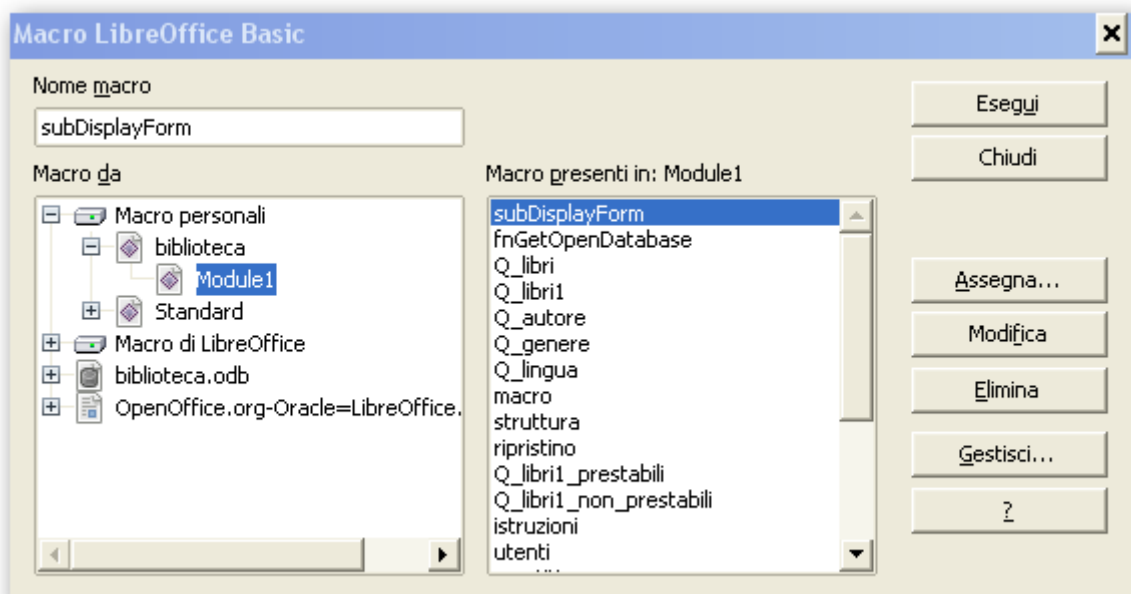 Macro LibreOffice Basic
Nome macro
subDisplayForm
Macro da
Macro personali
biblioteca
Module1
Standard
Macro di LibreOffice
biblioteca.odb
OpenOffice.org-Oracle=LibreOffice.
Macro presenti in: Module1
subDisplayForm
fnGetOpenDatabase
Q_libri
Q_libri1
Q_autore
Q_genere
Q_lingua
macro
struttura
ripristino
Q_libri1_prestabili
Q_libri1_non_prestabili
istruzioni
utenti
Esegui
Chiudi
Assegna...
Modifica
Elimina
Gestisci...
?